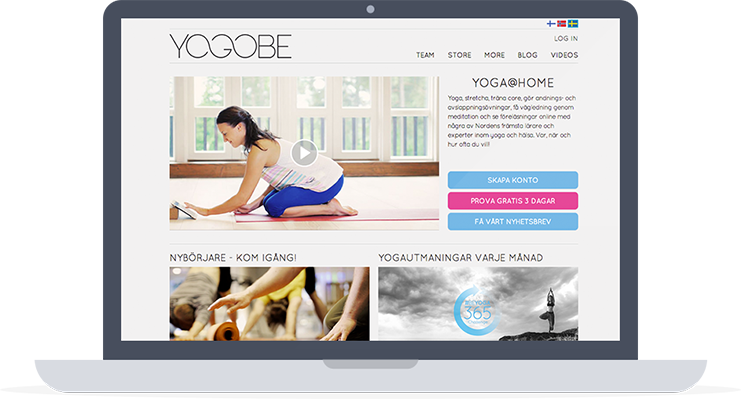 LOG IN
YOGOBE
TEAM STORE MORE BLOG VIDEOS
YOGA@HOME
Yoga, stretcha, träna core, gör andnings- och
avslappningsövningar, få vägledning genom
meditation och se föreläsningar online med
några av Nordens främsta lärare och
experter inom yoga och hälsa. Var, när och
hur ofta du vill!
SKAPA KONTO
PROVA GRATIS 3 DAGAR
FÅ VÅRT NYHETSBREV
NYBÖRJARE - KOM IGÅNG!
YOGAUTMANINGAR VARJE MÅNAD
365